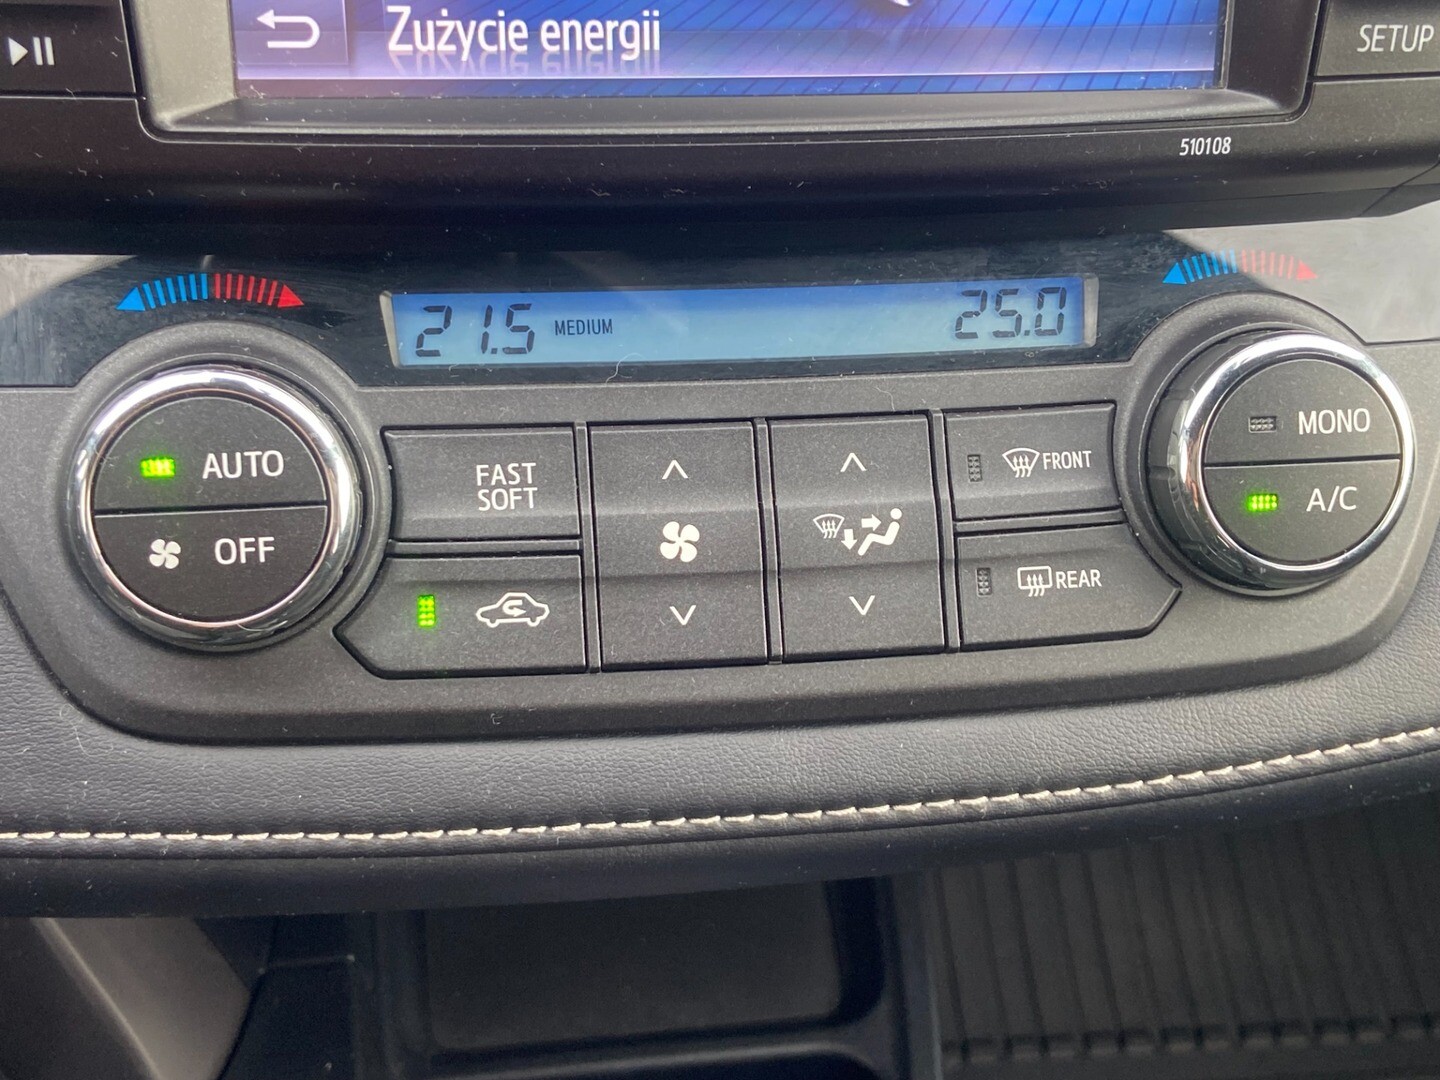 Zużycie energii
SETUP
510108
21.5 MEDIUM 25.0
AUTO
OFF
FAST
SOFT
FRONT
REAR
MONO
A/C